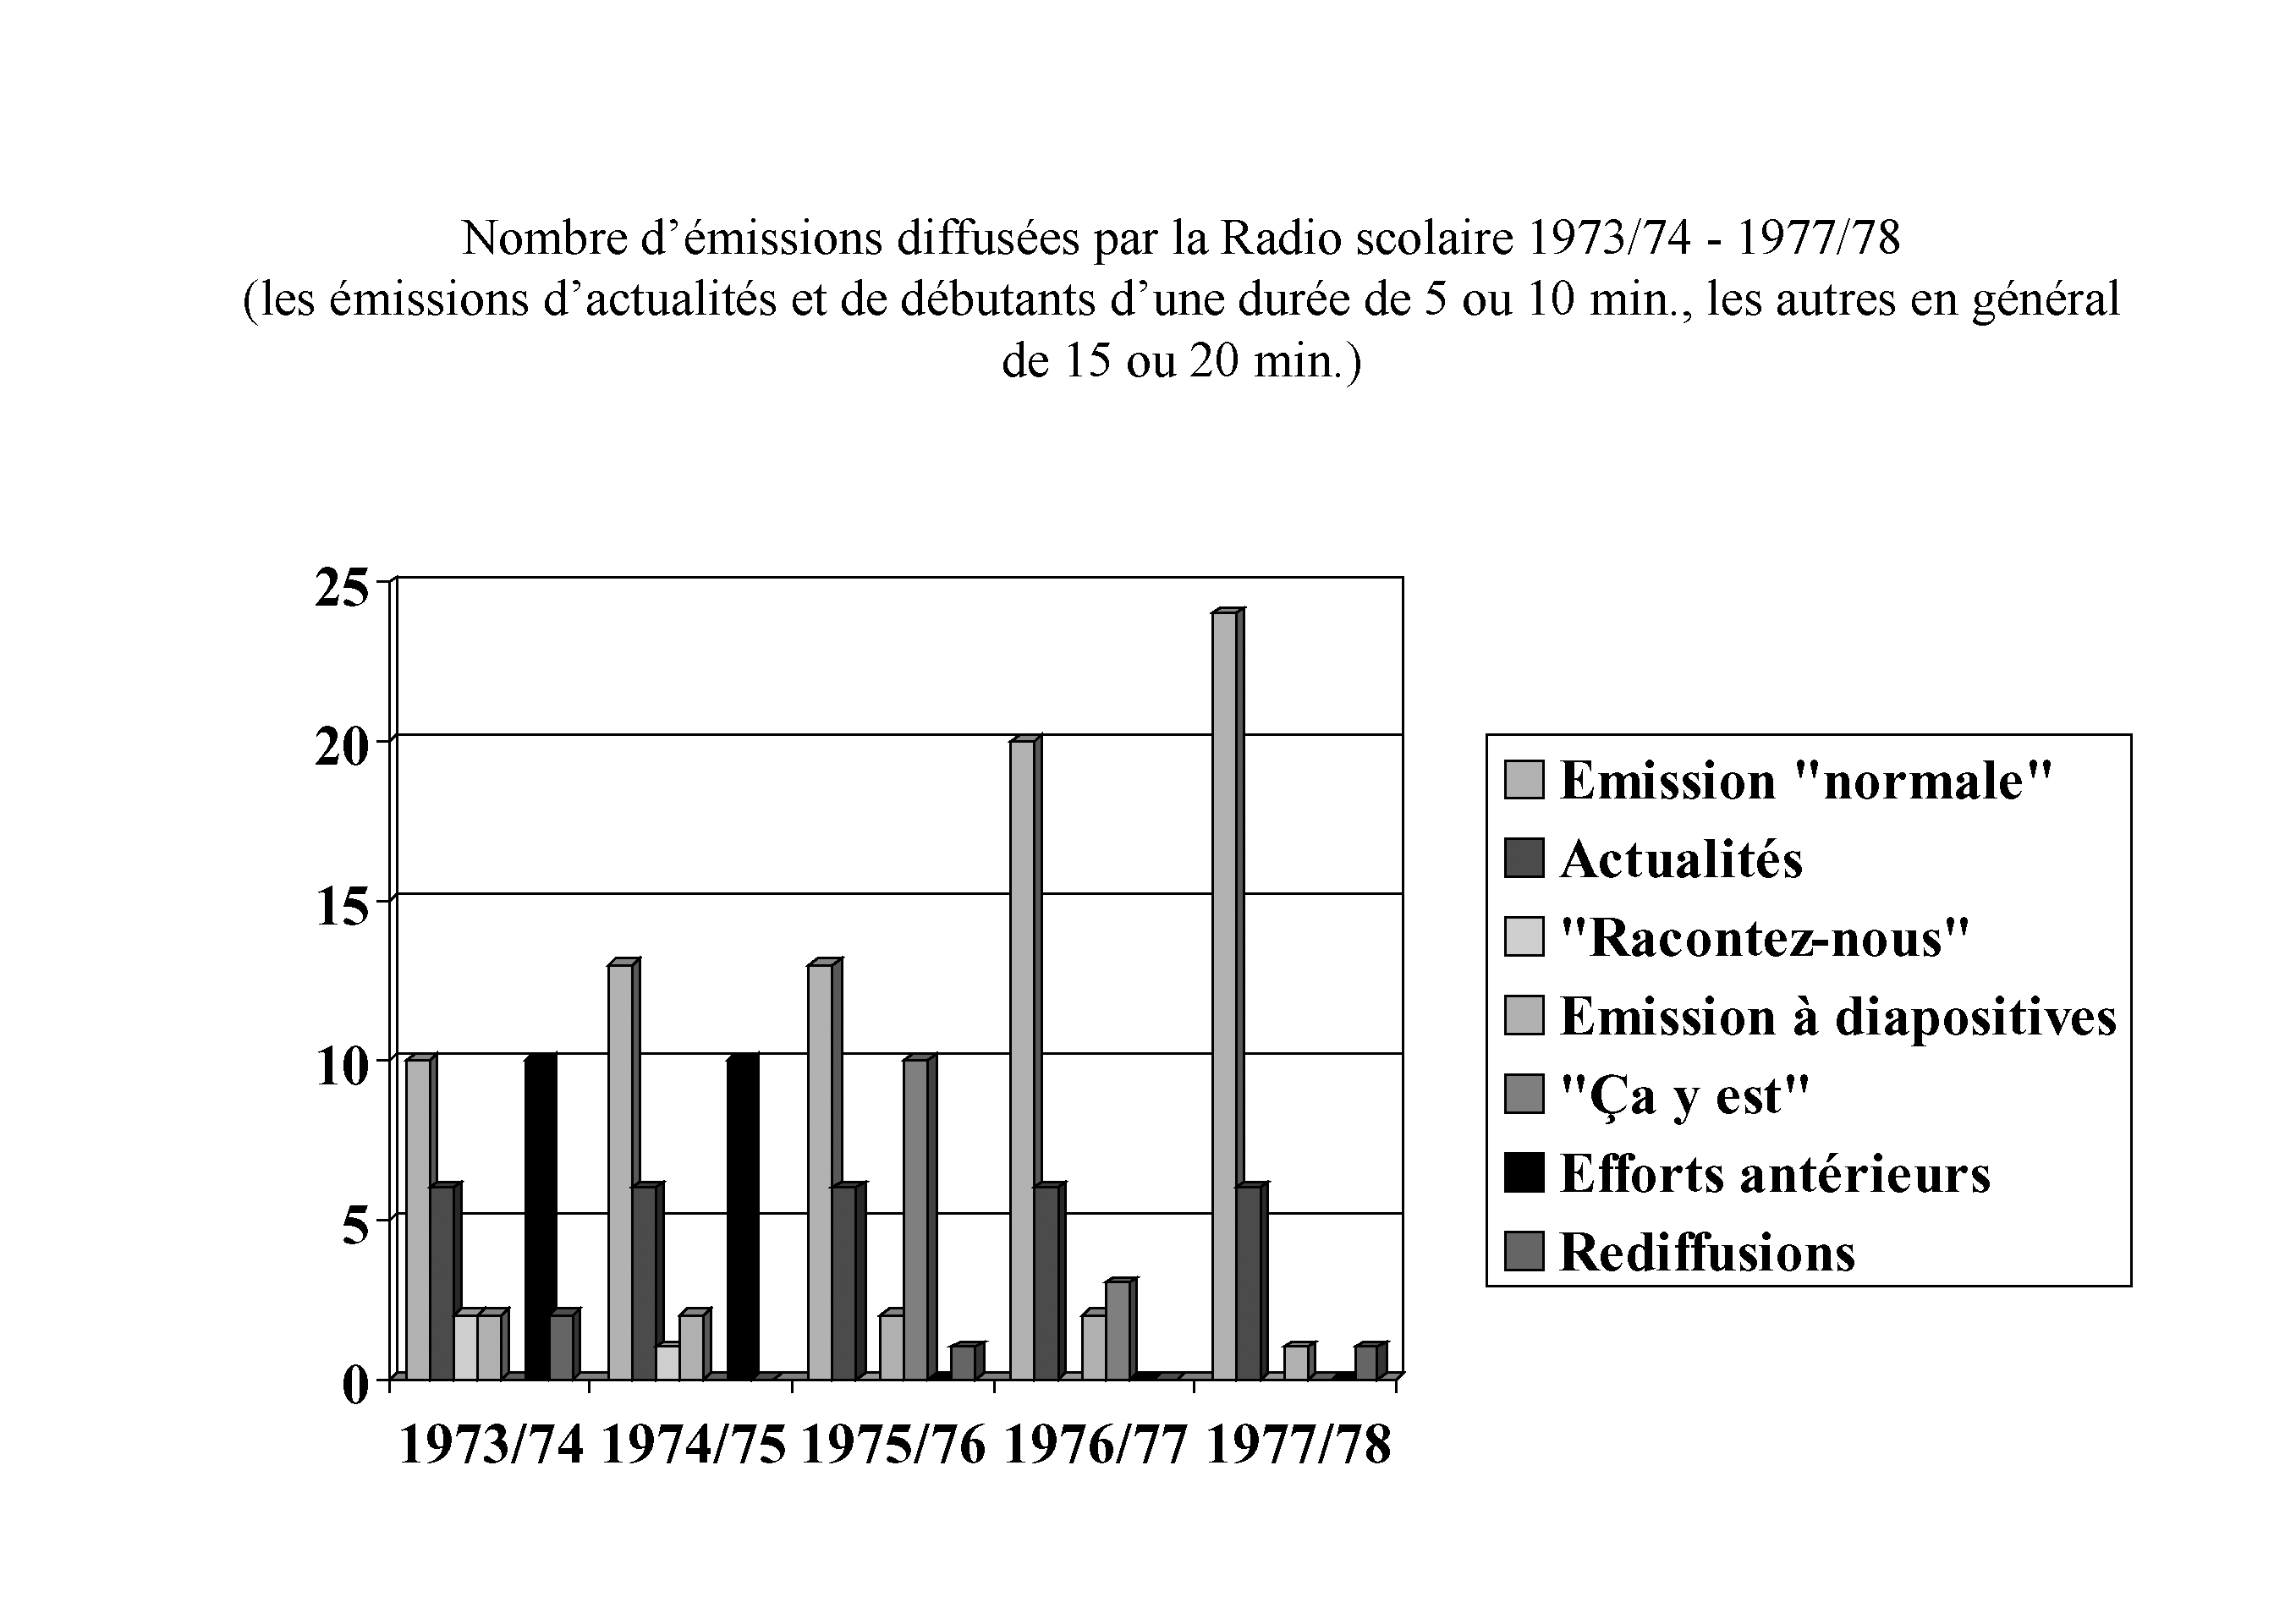 Nombre d’émissions diffusées par la Radio scolaire 1973/74 - 1977/78
(les émissions d’actualités et de débutants d’une durée de 5 ou 10 min., les autres en général
de 15 ou 20 min.)
25
20
15
10
5
0
1973/74 1974/75 1975/76 1976/77 1977/78
Emission "normale"
Actualités
"Racontez-nous"
Emission à diapositives
"Ça y est"
Efforts antérieurs
Rediffusions